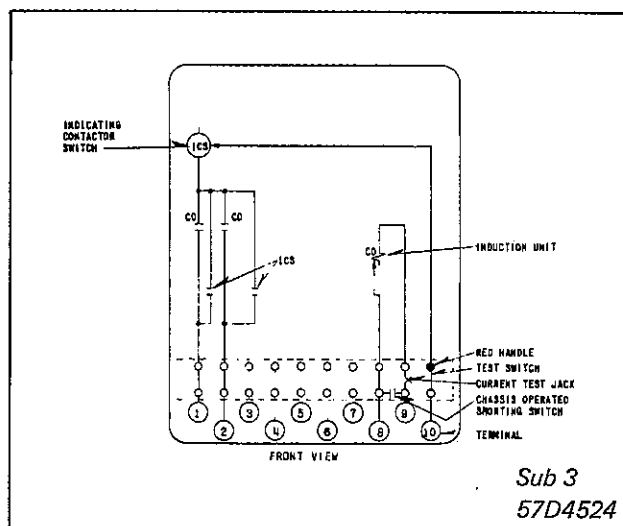 INDICATING
CONTACTOR
SWITCH
ICS
CO
CO
ICS
CO
INDUCTION UNIT
RED HANDLE
TEST SWITCH
CURRENT TEST JACK
CHASSIS OPERATED
SHORTING SWITCH
1
3
5
7
9
2
4
6
8
10
TERMINAL
FRONT VIEW
Sub 3
57D4524